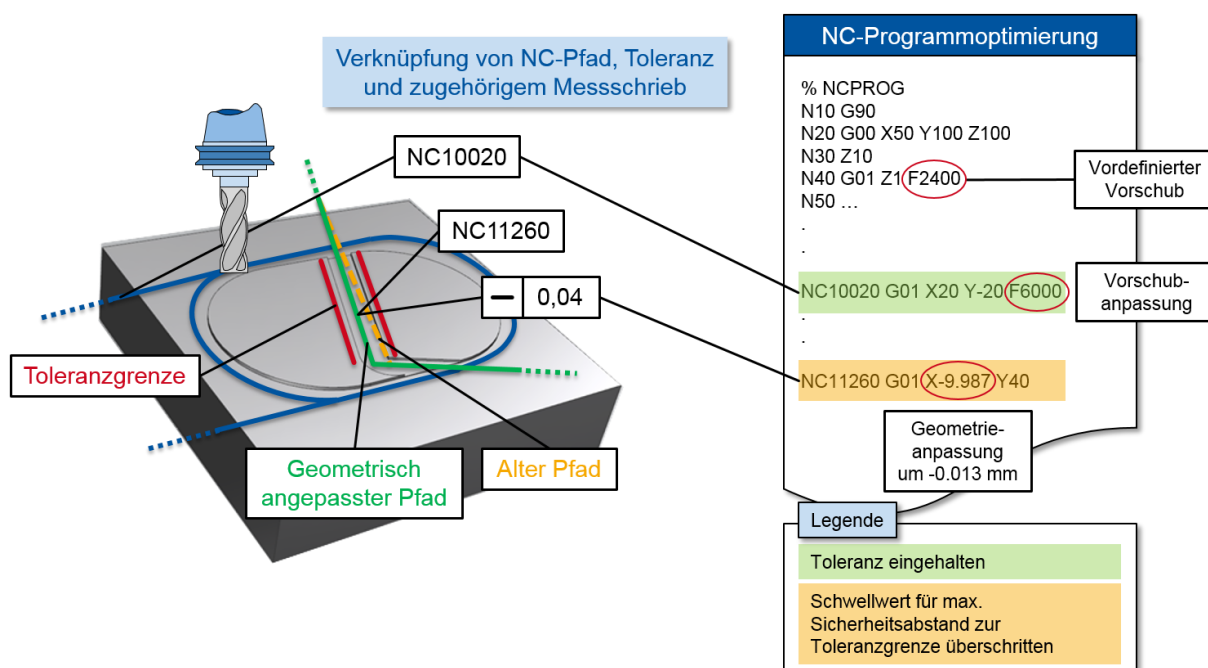 Verknüpfung von NC-Pfad, Toleranz
und zugehörigem Messschrieb
NC10020
NC11260
0,04
Toleranzgrenze
Geometrisch
angepasster Pfad
Alter Pfad
NC-Programmoptimierung
% NCPROG
N10 G90
N20 G00 X50 Y100 Z100
N30 Z10
N40 G01 Z1 F2400
N50 …
.
.
NC10020 G01 X20 Y-20 F6000
.
.
NC11260 G01 X-9.987 Y40
Vordefinierter
Vorschub
Vorschub-
anpassung
Geometrie-
anpassung
um -0.013 mm
Legende
Toleranz eingehalten
Schwellwert für max.
Sicherheitsabstand zur
Toleranzgrenze überschritten